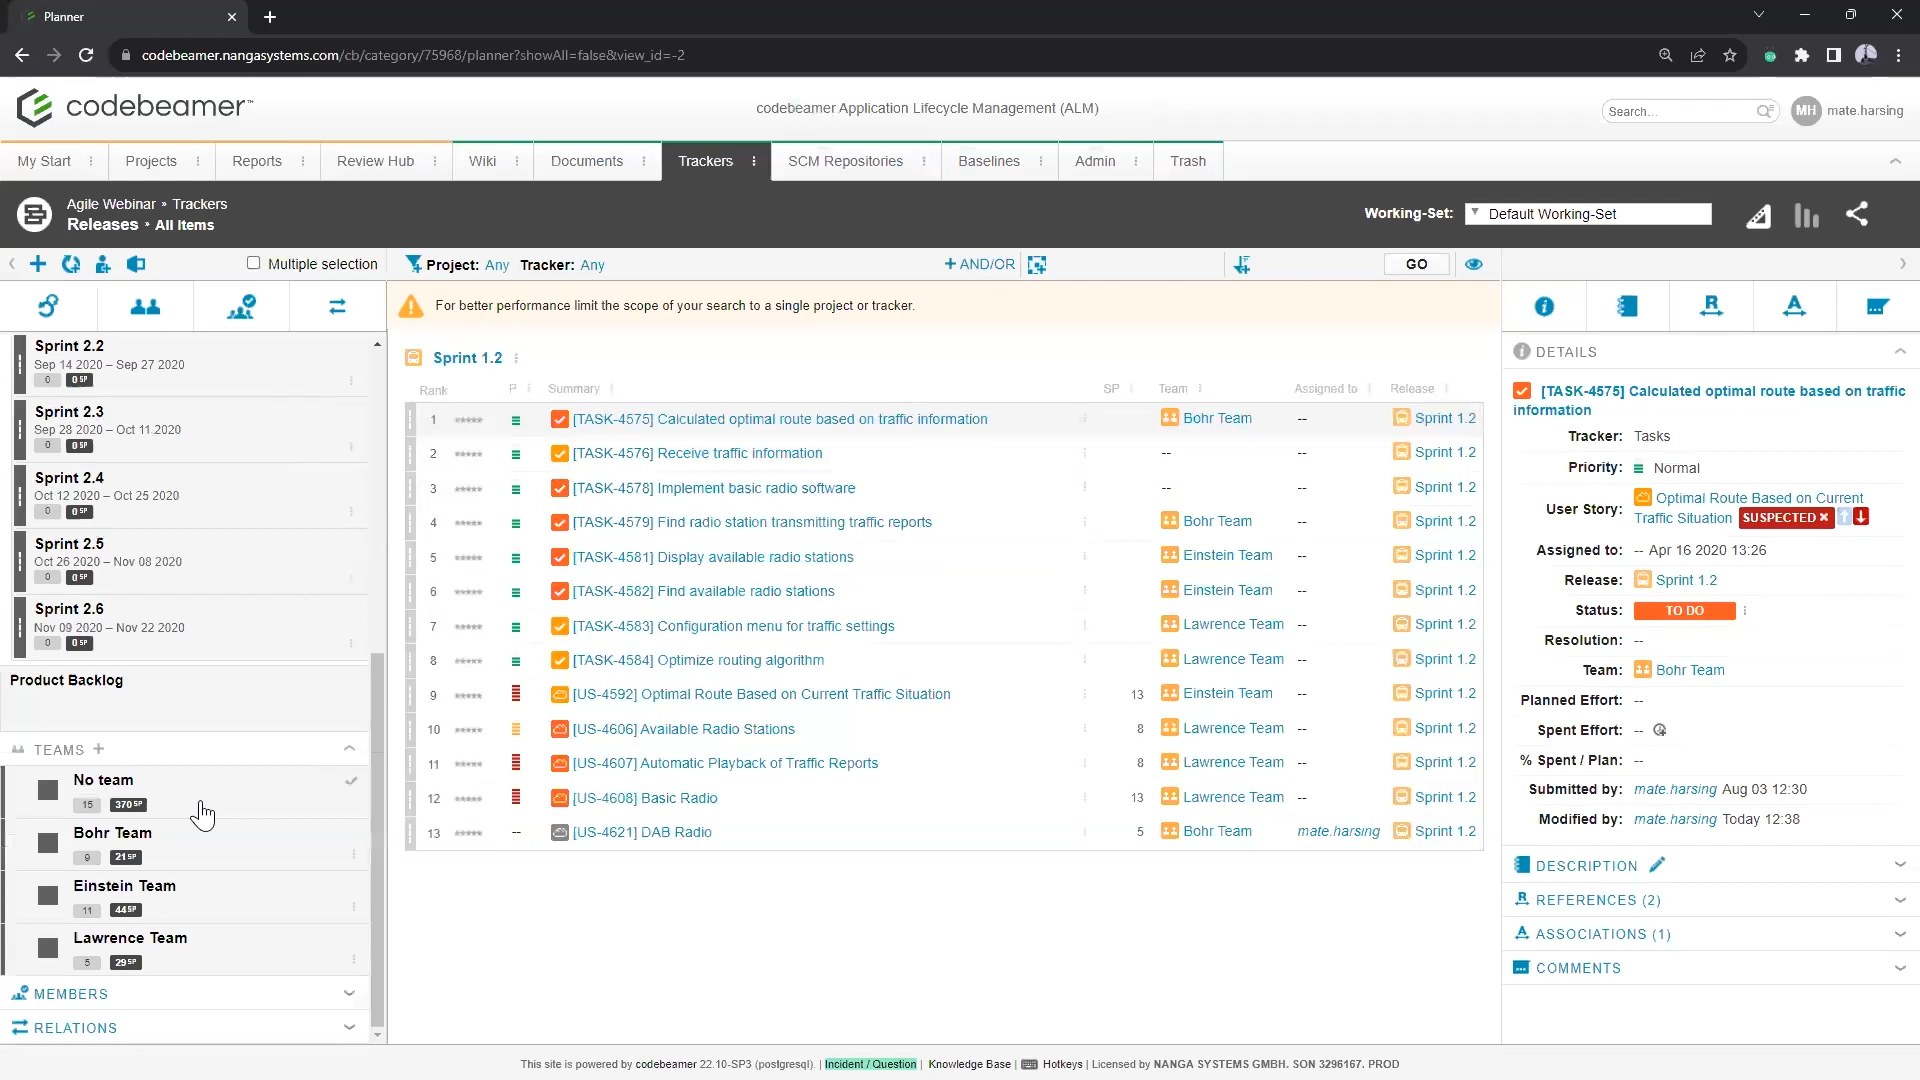 Planner
codebeamer.nangasystems.com/cb/category/75968/planner?showAll=false&view_id=-2
codebeamer™
codebeamer Application Lifecycle Management (ALM)
Search...
MH mate.harsing
My Start Projects Reports Review Hub Wiki Documents Trackers SCM Repositories Baselines Admin Trash
Agile Webinar » Trackers
Releases » All Items
Working-Set: Default Working-Set
Multiple selection
Project: Any Tracker: Any
+ AND/OR
GO
For better performance limit the scope of your search to a single project or tracker.
Sprint 2.2
Sep 14 2020 – Sep 27 2020
0 0 SP
Sprint 2.3
Sep 28 2020 – Oct 11 2020
0 0 SP
Sprint 2.4
Oct 12 2020 – Oct 25 2020
0 0 SP
Sprint 2.5
Oct 26 2020 – Nov 08 2020
0 0 SP
Sprint 2.6
Nov 09 2020 – Nov 22 2020
0 0 SP
Product Backlog
TEAMS +
No team
15 370 SP
Bohr Team
9 21 SP
Einstein Team
11 44 SP
Lawrence Team
5 29 SP
MEMBERS
RELATIONS
Sprint 1.2
Rank P Summary SP Team Assigned to Release
1 [TASK-4575] Calculated optimal route based on traffic information Bohr Team -- Sprint 1.2
2 [TASK-4576] Receive traffic information -- -- Sprint 1.2
3 [TASK-4578] Implement basic radio software -- -- Sprint 1.2
4 [TASK-4579] Find radio station transmitting traffic reports Bohr Team -- Sprint 1.2
5 [TASK-4581] Display available radio stations Einstein Team -- Sprint 1.2
6 [TASK-4582] Find available radio stations Einstein Team -- Sprint 1.2
7 [TASK-4583] Configuration menu for traffic settings Lawrence Team -- Sprint 1.2
8 [TASK-4584] Optimize routing algorithm Lawrence Team -- Sprint 1.2
9 [US-4592] Optimal Route Based on Current Traffic Situation 13 Einstein Team -- Sprint 1.2
10 [US-4606] Available Radio Stations 8 Lawrence Team -- Sprint 1.2
11 [US-4607] Automatic Playback of Traffic Reports 8 Lawrence Team -- Sprint 1.2
12 [US-4608] Basic Radio 13 Lawrence Team -- Sprint 1.2
13 -- [US-4621] DAB Radio 5 Bohr Team mate.harsing Sprint 1.2
DETAILS
[TASK-4575] Calculated optimal route based on traffic
information
Tracker: Tasks
Priority: Normal
User Story: Optimal Route Based on Current
Traffic Situation SUSPECTED
Assigned to: -- Apr 16 2020 13:26
Release: Sprint 1.2
Status: TO DO
Resolution: --
Team: Bohr Team
Planned Effort: --
Spent Effort: --
% Spent / Plan: --
Submitted by: mate.harsing Aug 03 12:30
Modified by: mate.harsing Today 12:38
DESCRIPTION
REFERENCES (2)
ASSOCIATIONS (1)
COMMENTS
This site is powered by codebeamer 22.10-SP3 (postgresql). | Incident / Question | Knowledge Base | Hotkeys | Licensed by NANGA SYSTEMS GMBH. SON 3296167. PROD